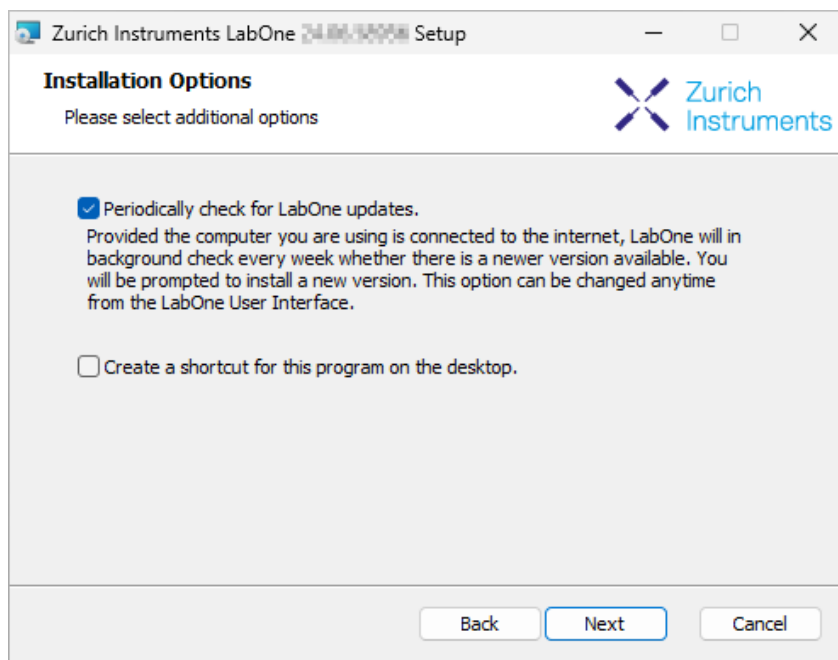 Zurich Instruments LabOne Setup
Installation Options
Please select additional options
Zurich
Instruments
Periodically check for LabOne updates.
Provided the computer you are using is connected to the internet, LabOne will in
background check every week whether there is a newer version available. You
will be prompted to install a new version. This option can be changed anytime
from the LabOne User Interface.
Create a shortcut for this program on the desktop.
Back Next Cancel